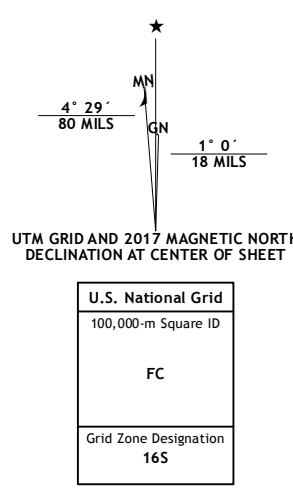 MN
4° 29´
80 MILS
GN
1° 0´
18 MILS
UTM GRID AND 2017 MAGNETIC NORTH
DECLINATION AT CENTER OF SHEET
U.S. National Grid
100,000-m Square ID
FC
Grid Zone Designation
16S